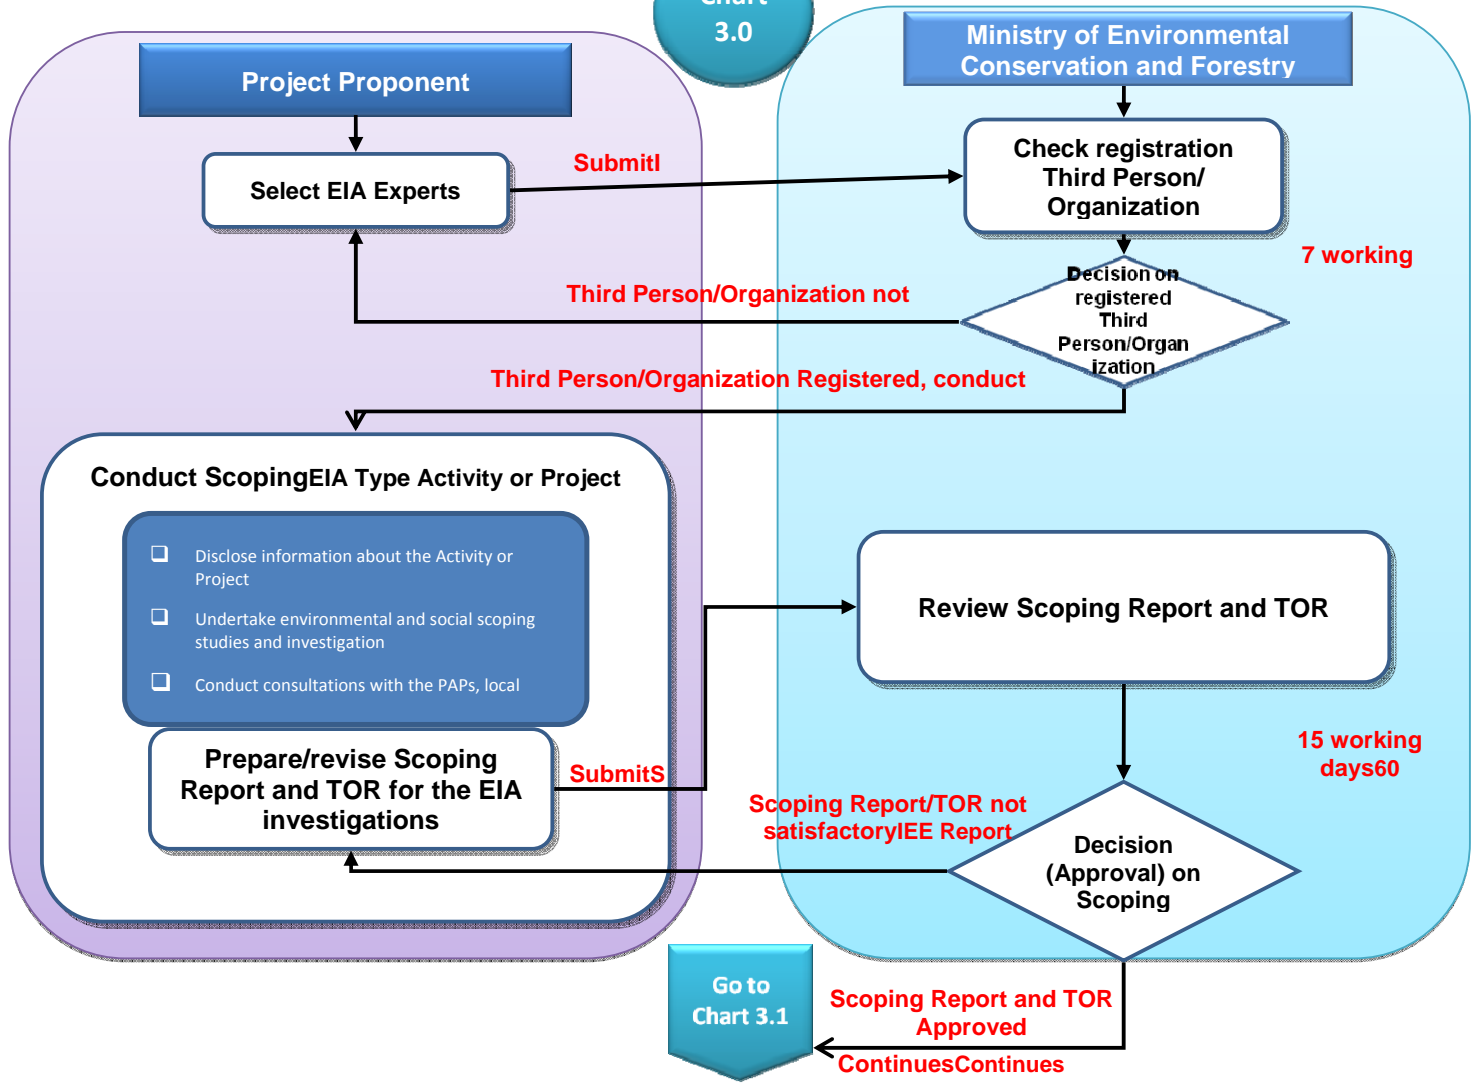 Chart
3.0
Project Proponent
Ministry of Environmental
Conservation and Forestry
Select EIA Experts
SubmitI
Check registration
Third Person/
Organization
7 working
Decision on
registered
Third
Person/Organ
ization
Third Person/Organization not
Third Person/Organization Registered, conduct
Conduct ScopingEIA Type Activity or Project
❑ Disclose information about the Activity or
Project
❑ Undertake environmental and social scoping
studies and investigation
❑ Conduct consultations with the PAPs, local
Prepare/revise Scoping
Report and TOR for the EIA
investigations
SubmitS
Review Scoping Report and TOR
15 working
days60
Scoping Report/TOR not
satisfactoryIEE Report
Decision
(Approval) on
Scoping
Go to
Chart 3.1
Scoping Report and TOR
Approved
ContinuesContinues